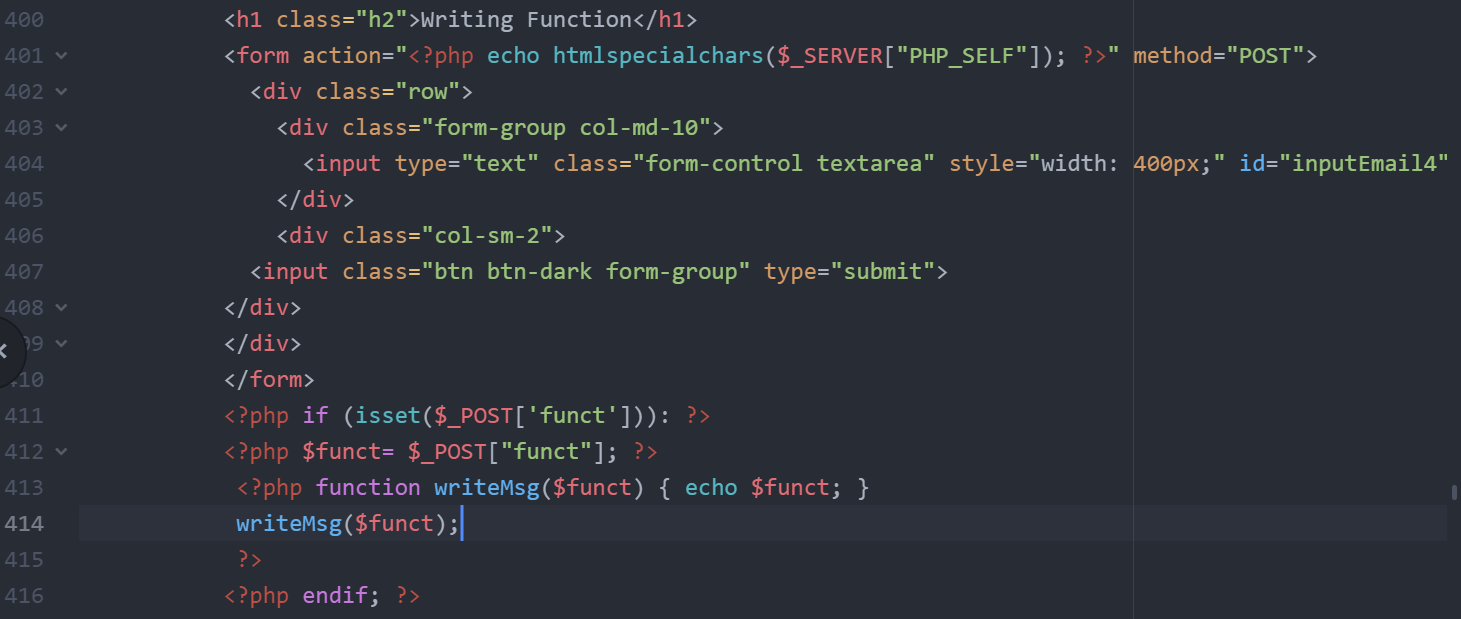 400 <h1 class="h2">Writing Function</h1>
401 <form action="<?php echo htmlspecialchars($_SERVER["PHP_SELF"]); ?>" method="POST">
402 <div class="row">
403 <div class="form-group col-md-10">
404 <input type="text" class="form-control textarea" style="width: 400px;" id="inputEmail4"
405 </div>
406 <div class="col-sm-2">
407 <input class="btn btn-dark form-group" type="submit">
408 </div>
09 </div>
410 </form>
411 <?php if (isset($_POST['funct'])): ?>
412 <?php $funct= $_POST["funct"]; ?>
413 <?php function writeMsg($funct) { echo $funct; }
414 writeMsg($funct);
415 ?>
416 <?php endif; ?>